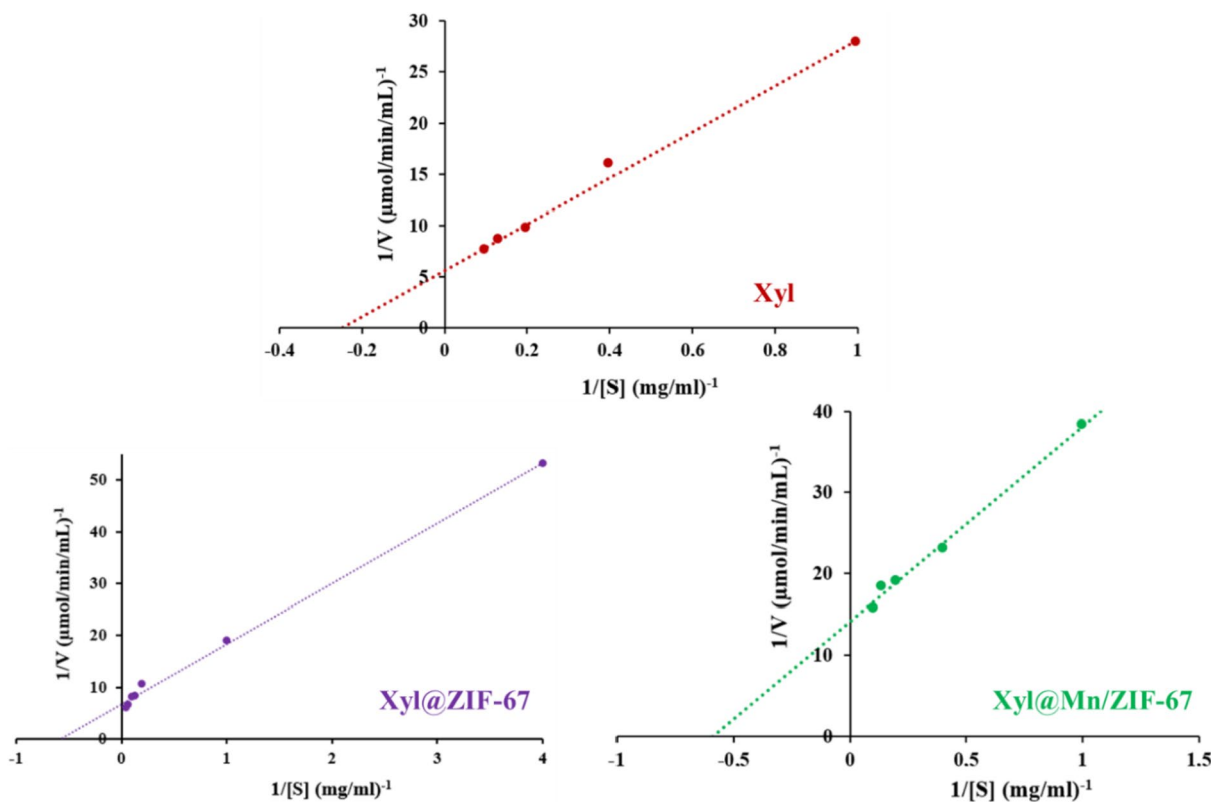 30
25
20
15
10
5
0
1/V (µmol/min/mL)-1
-0.4 -0.2 0 0.2 0.4 0.6 0.8 1
1/[S] (mg/ml)-1
Xyl
50
40
30
20
10
0
1/V (µmol/min/mL)-1
-1 0 1 2 3 4
1/[S] (mg/ml)-1
Xyl@ZIF-67
40
30
20
10
0
1/V (µmol/min/mL)-1
-1 -0.5 0 0.5 1 1.5
1/[S] (mg/ml)-1
Xyl@Mn/ZIF-67